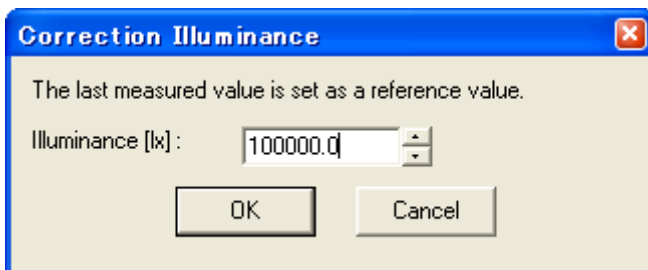 Correction Illuminance
The last measured value is set as a reference value.
Illuminance [lx] : 100000.0
OK Cancel